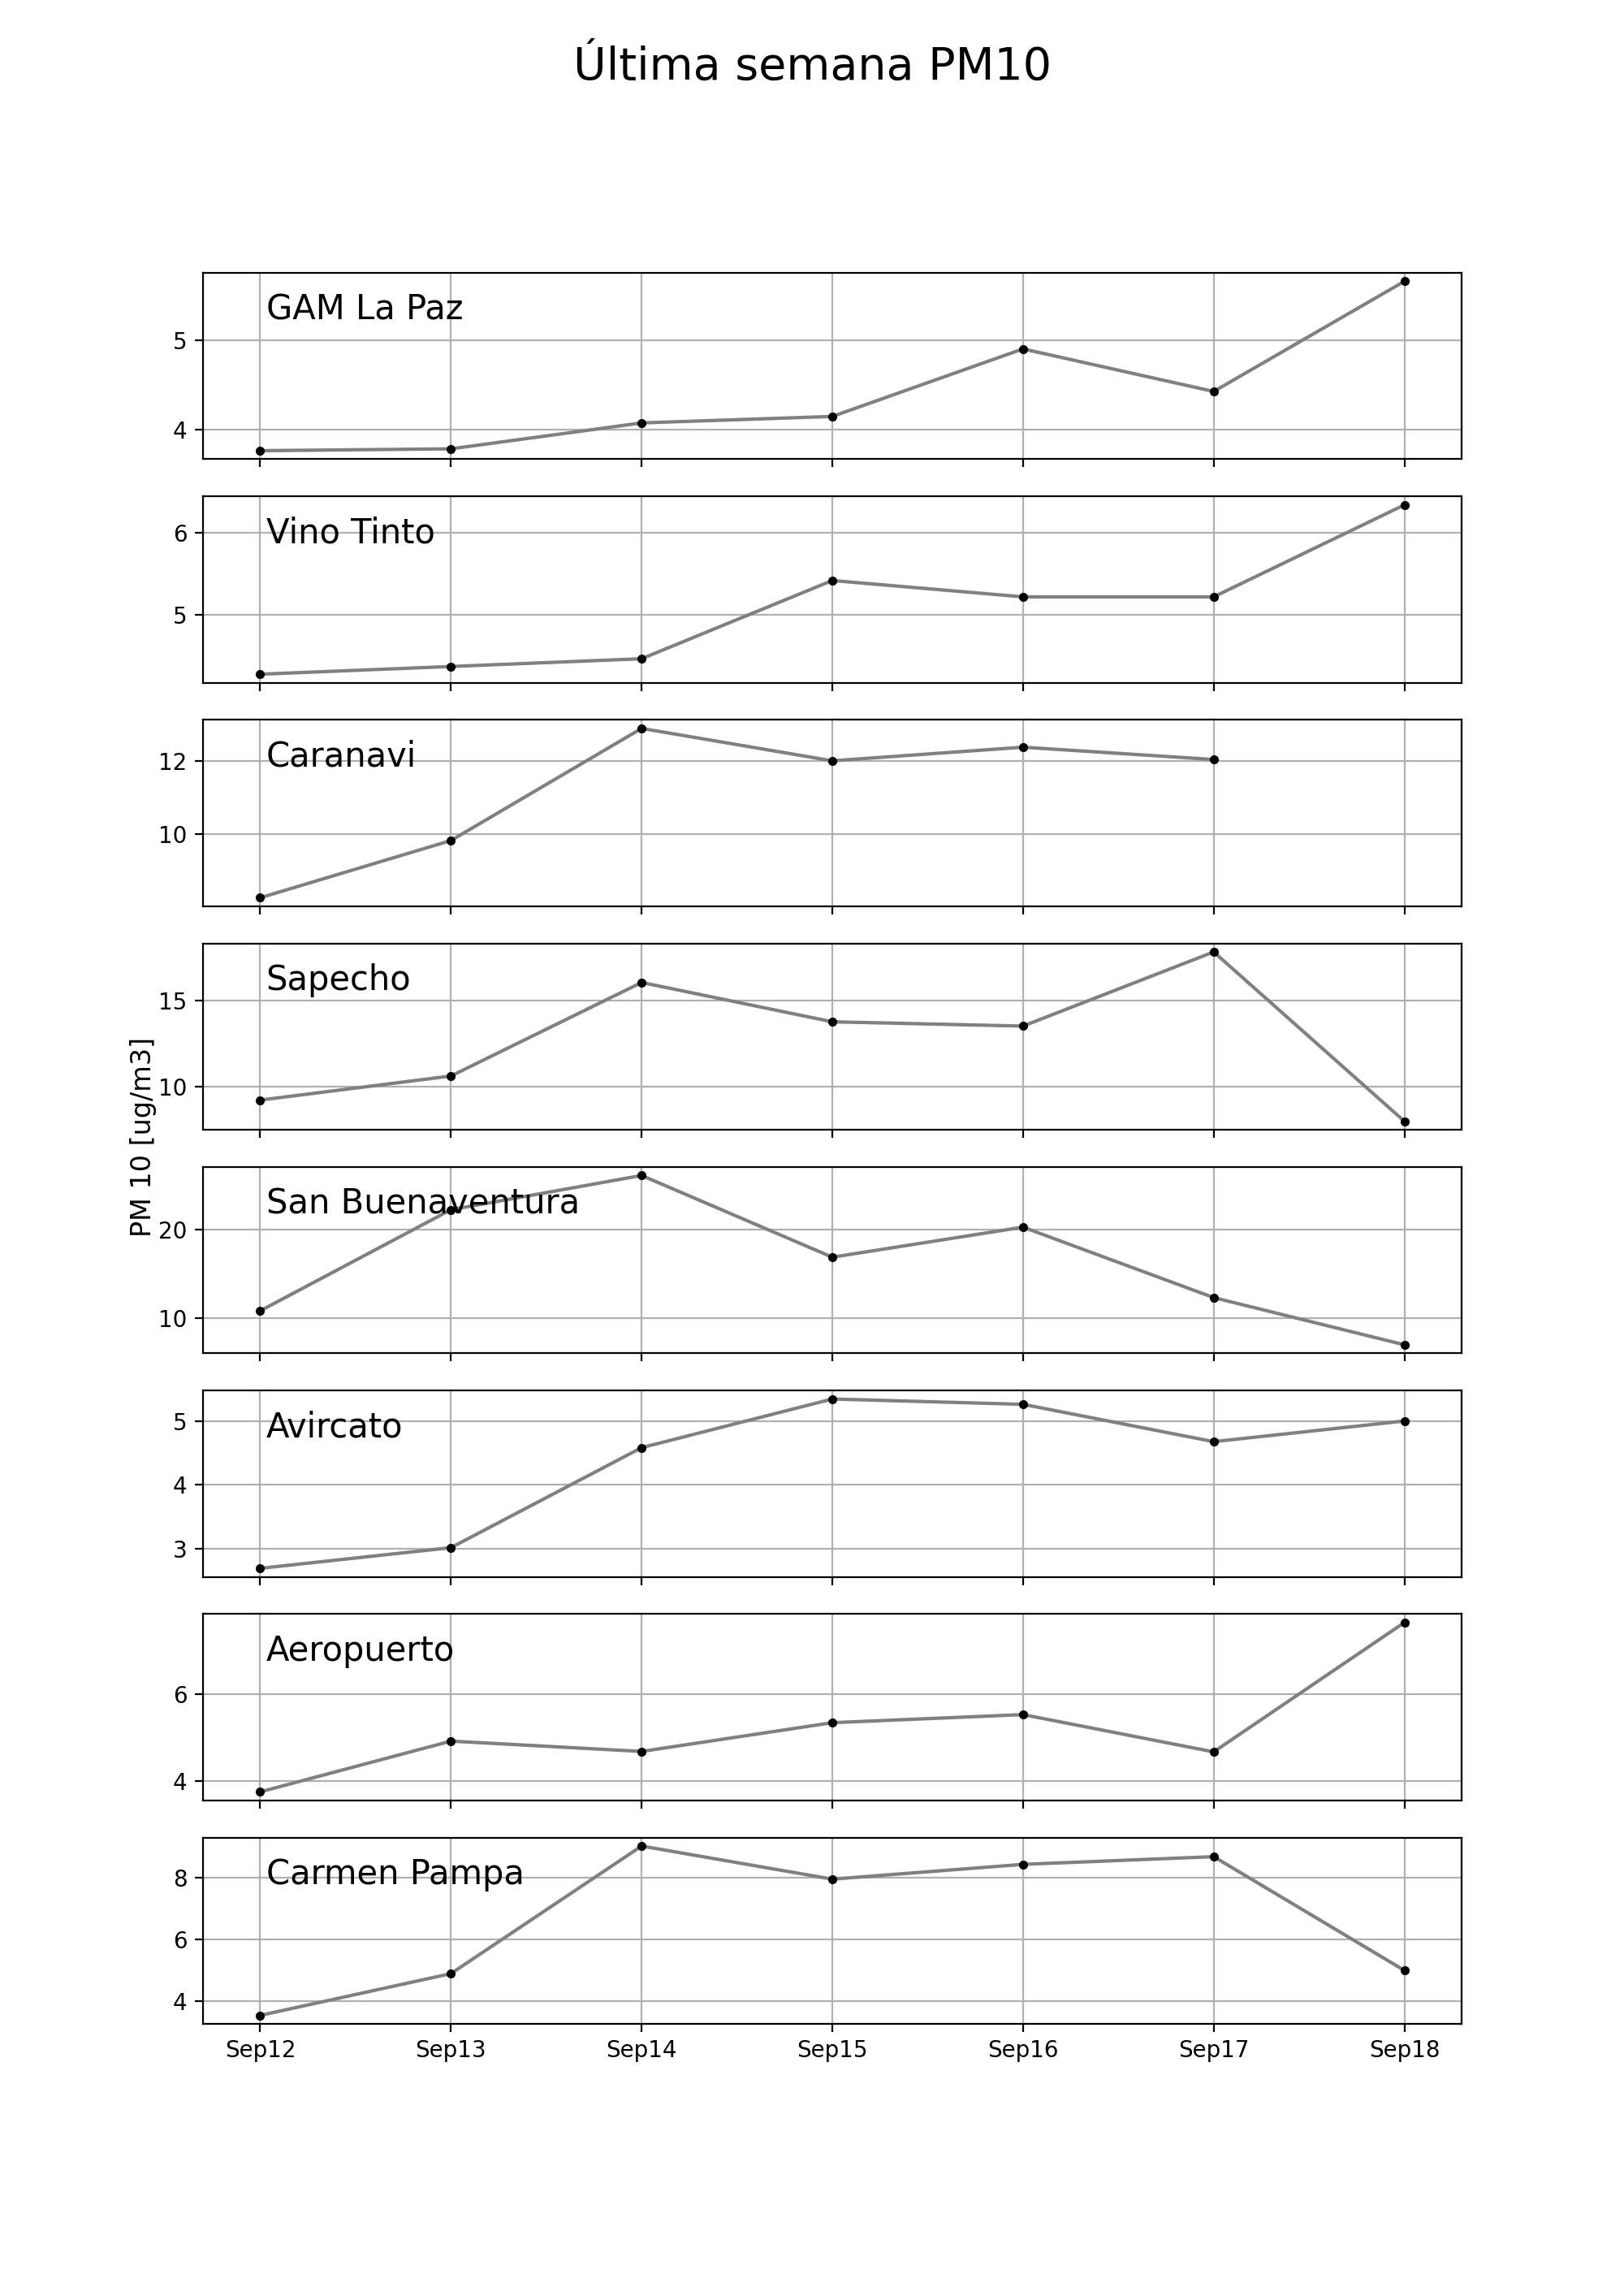 Última semana PM10
GAM La Paz
5
4
Vino Tinto
6
5
Caranavi
12
10
Sapecho
15
10
PM 10 [ug/m3]
San Buenaventura
20
10
Avircato
5
4
3
Aeropuerto
6
4
Carmen Pampa
8
6
4
Sep12 Sep13 Sep14 Sep15 Sep16 Sep17 Sep18